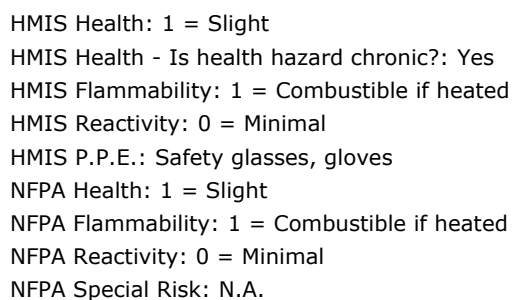 HMIS Health: 1 = Slight
HMIS Health - Is health hazard chronic?: Yes
HMIS Flammability: 1 = Combustible if heated
HMIS Reactivity: 0 = Minimal
HMIS P.P.E.: Safety glasses, gloves
NFPA Health: 1 = Slight
NFPA Flammability: 1 = Combustible if heated
NFPA Reactivity: 0 = Minimal
NFPA Special Risk: N.A.